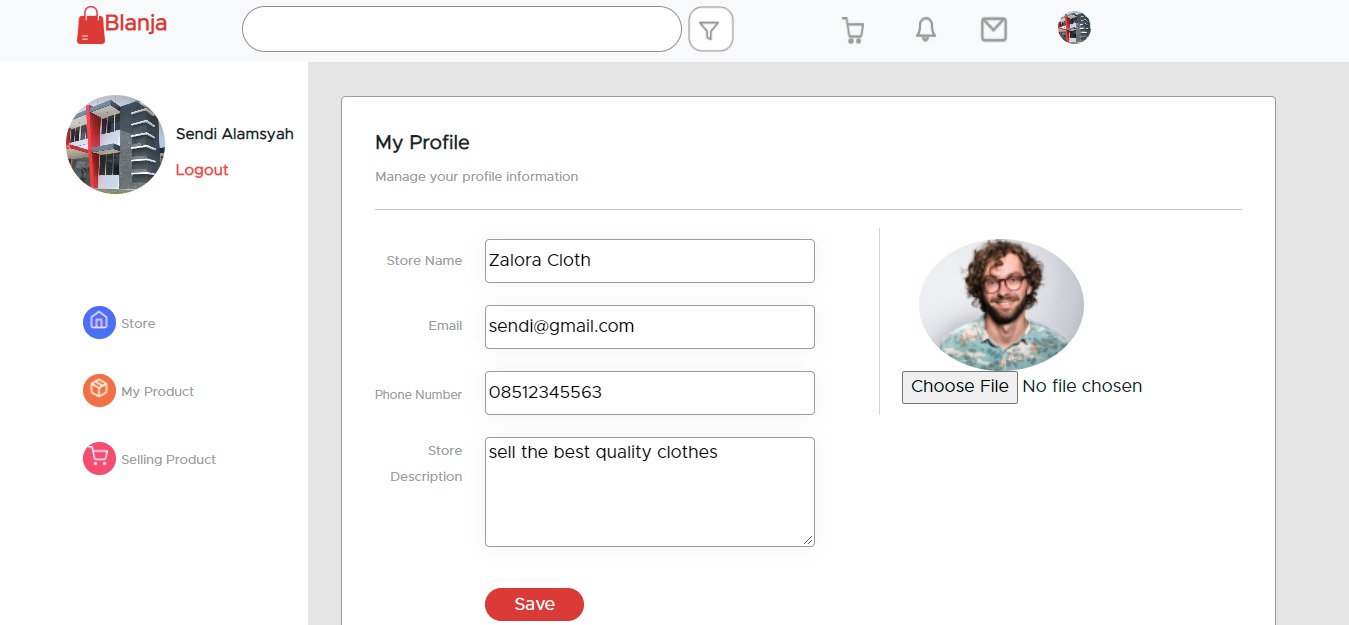 Blanja
Sendi Alamsyah
Logout
Store
My Product
Selling Product
My Profile
Manage your profile information
Store Name
Zalora Cloth
Email
sendi@gmail.com
Phone Number
08512345563
Store
Description
sell the best quality clothes
Choose File No file chosen
Save